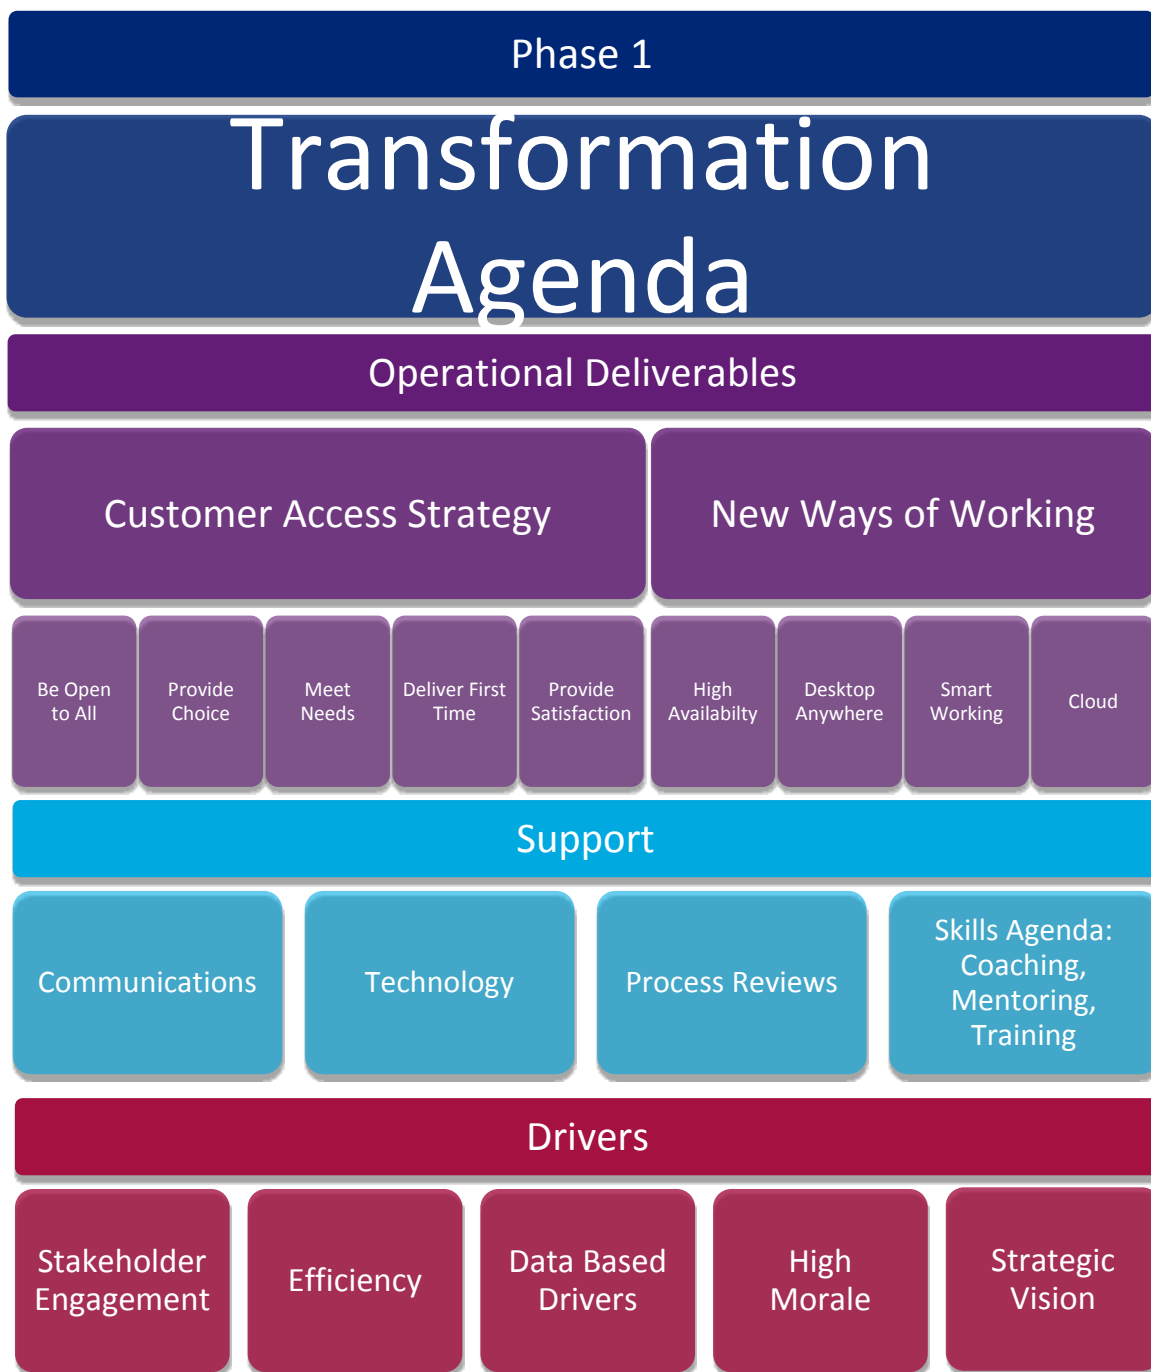 Phase 1
Transformation
Agenda
Operational Deliverables
Customer Access Strategy
New Ways of Working
Be Open
to All
Provide
Choice
Meet
Needs
Deliver First
Time
Provide
Satisfaction
High
Availabilty
Desktop
Anywhere
Smart
Working
Cloud
Support
Communications
Technology
Process Reviews
Skills Agenda:
Coaching,
Mentoring,
Training
Drivers
Stakeholder
Engagement
Efficiency
Data Based
Drivers
High
Morale
Strategic
Vision